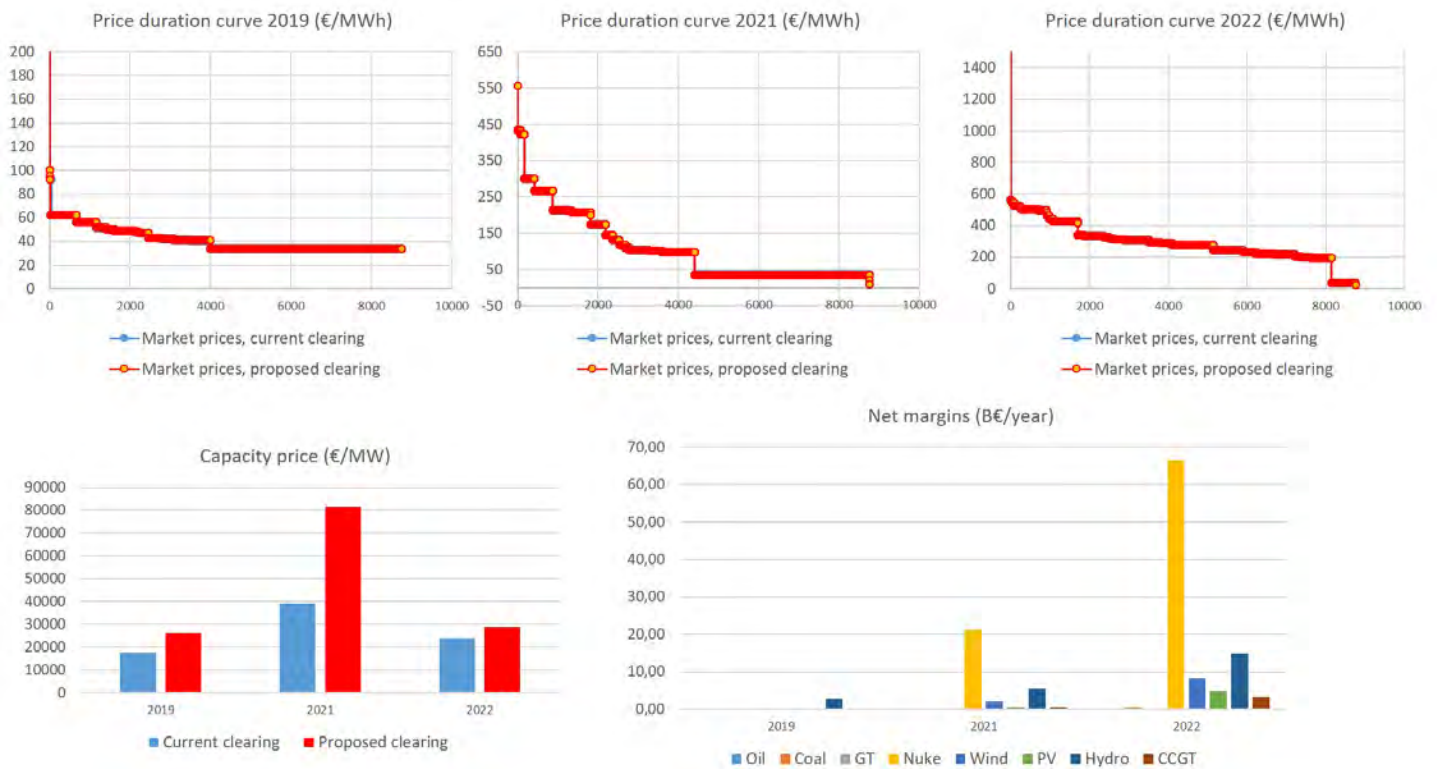 Price duration curve 2019 (€/MWh)
200
180
160
140
120
100
80
60
40
20
0
0 2000 4000 6000 8000 10000
Market prices, current clearing
Market prices, proposed clearing
Price duration curve 2021 (€/MWh)
650
550
450
350
250
150
50
-50
0 2000 4000 6000 8000 10000
Market prices, current clearing
Market prices, proposed clearing
Price duration curve 2022 (€/MWh)
1400
1200
1000
800
600
400
200
0
0 2000 4000 6000 8000 10000
Market prices, current clearing
Market prices, proposed clearing
Capacity price (€/MW)
90000
80000
70000
60000
50000
40000
30000
20000
10000
0
2019 2021 2022
Current clearing Proposed clearing
Net margins (B€/year)
70,00
60,00
50,00
40,00
30,00
20,00
10,00
0,00
2019 2021 2022
Oil Coal GT Nuke Wind PV Hydro CCGT